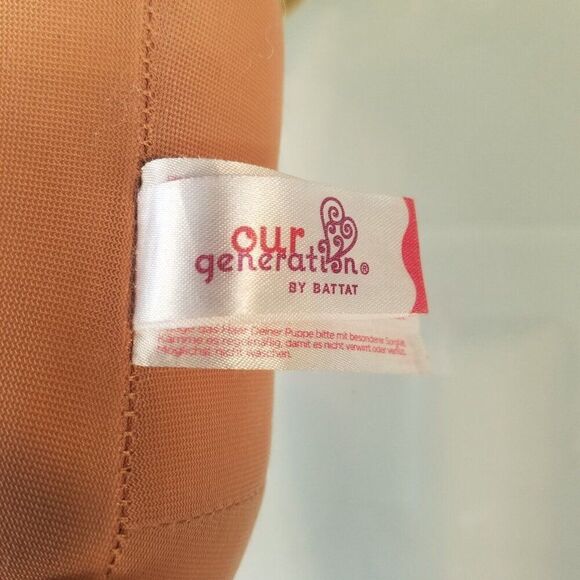 our
generation®
BY BATTAT
das Haar Deiner Puppe bitte mit besonderer
Kämme es regelmäßig, damit es nicht verwirrt oder
Möglichst nicht waschen.